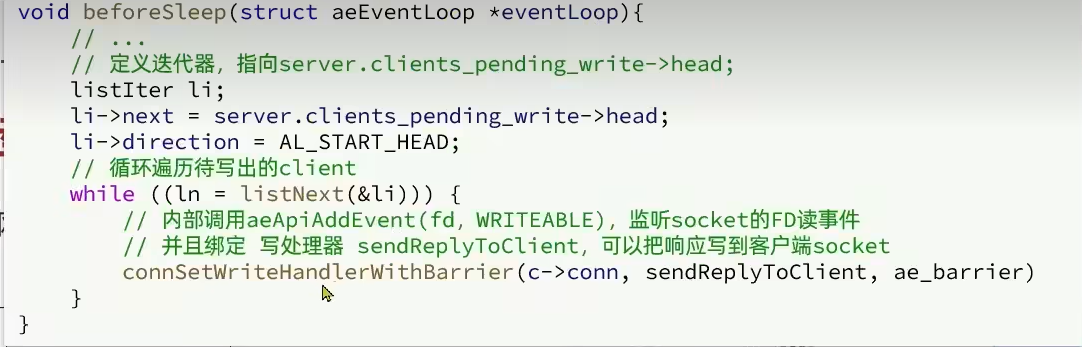 void beforeSleep(struct aeEventLoop *eventLoop){
// ...
// 定义迭代器，指向server.clients_pending_write->head;
listIter li;
li->next = server.clients_pending_write->head;
li->direction = AL_START_HEAD;
// 循环遍历待写出的client
while ((ln = listNext(&li))) {
// 内部调用aeApiAddEvent(fd, WRITEABLE)，监听socket的FD读事件
// 并且绑定 写处理器 sendReplyToClient，可以把响应写到客户端socket
connSetWriteHandlerWithBarrier(c->conn, sendReplyToClient, ae_barrier)
}
}